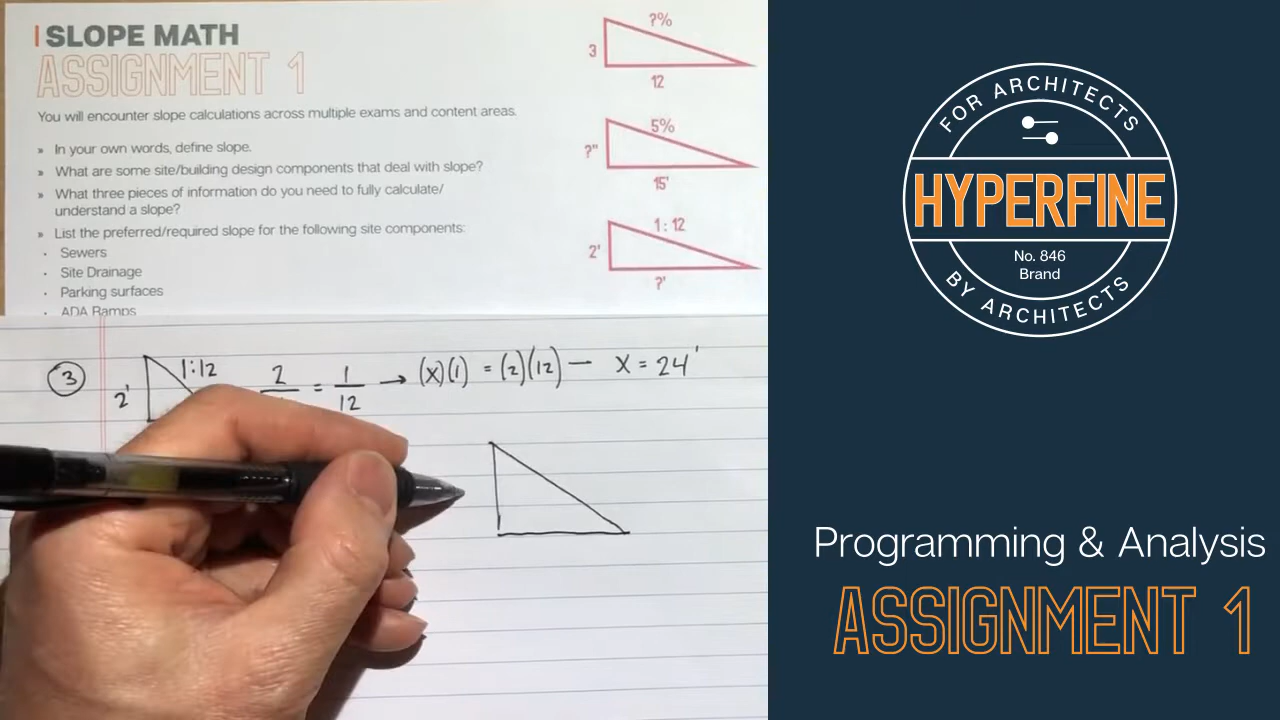 SLOPE MATH
ASSIGNMENT 1
You will encounter slope calculations across multiple exams and content areas.
» In your own words, define slope.
» What are some site/building design components that deal with slope?
» What three pieces of information do you need to fully calculate/
understand a slope?
» List the preferred/required slope for the following site components:
· Sewers
· Site Drainage
· Parking surfaces
· ADA Ramps
?%
3
12
5%
?"
15'
1 : 12
2'
?'
3
1:12
2'
2 = 1 → (x)(1) = (2)(12) — X = 24'
12
FOR ARCHITECTS
HYPERFINE
No. 846
Brand
BY ARCHITECTS
Programming & Analysis
ASSIGNMENT 1